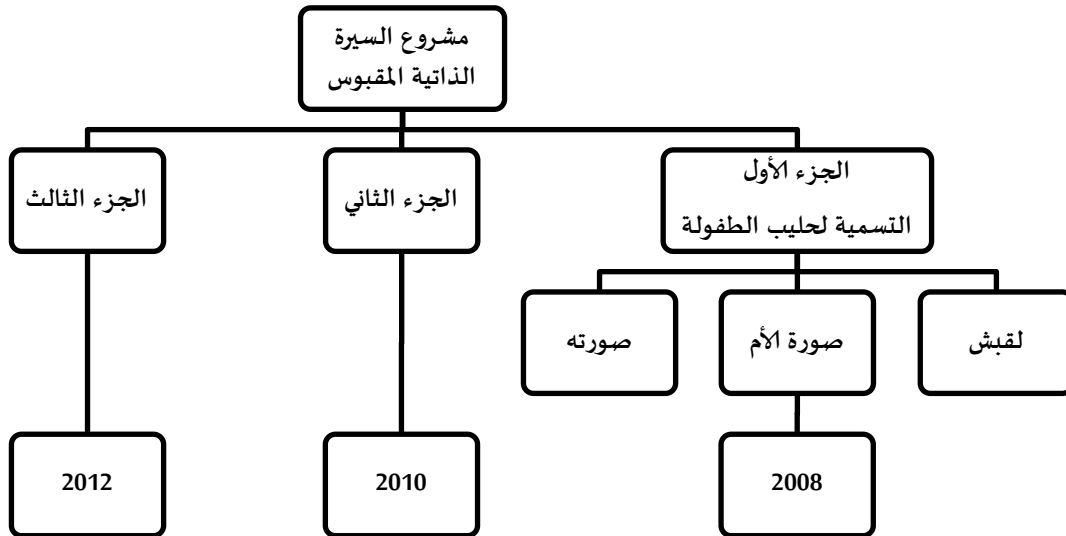 مشروع السيرة
الذاتية المقبوس
الجزء الأول
التسمية لحليب الطفولة
الجزء الثاني
الجزء الثالث
لقبش
صورة الأم
صورته
2008
2010
2012